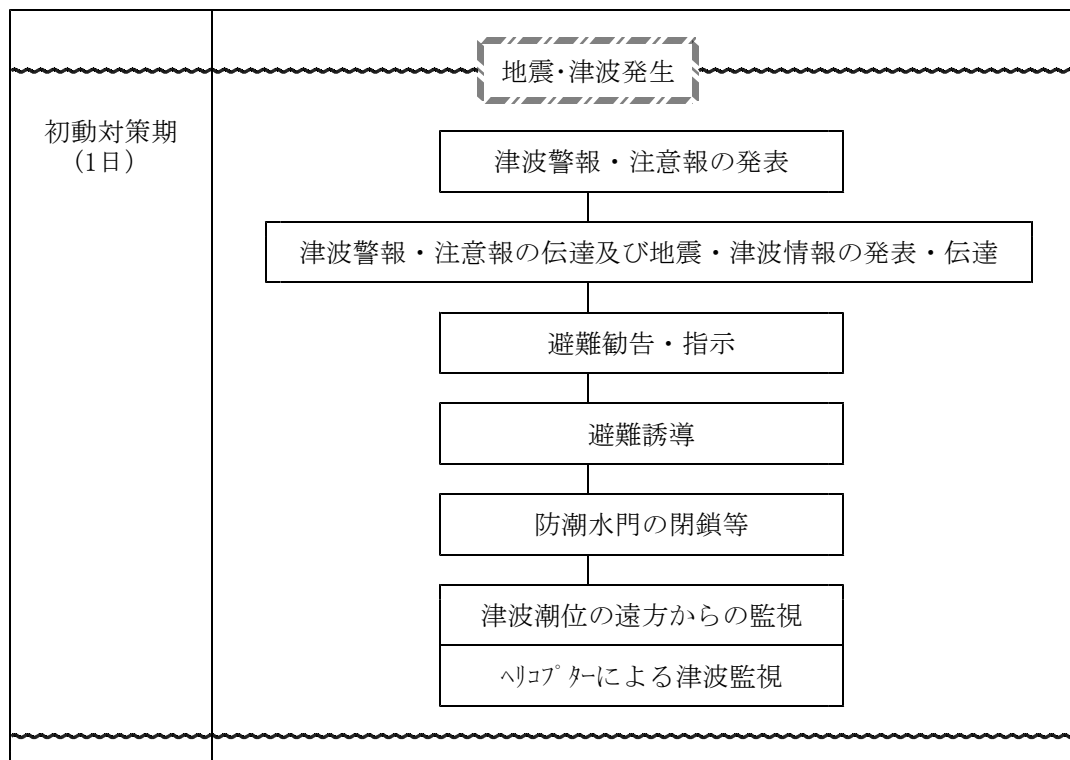 地震・津波発生
初動対策期
(1日)
津波警報・注意報の発表
津波警報・注意報の伝達及び地震・津波情報の発表・伝達
避難勧告・指示
避難誘導
防潮水門の閉鎖等
津波潮位の遠方からの監視
ﾍﾘｺﾌﾟﾀｰによる津波監視